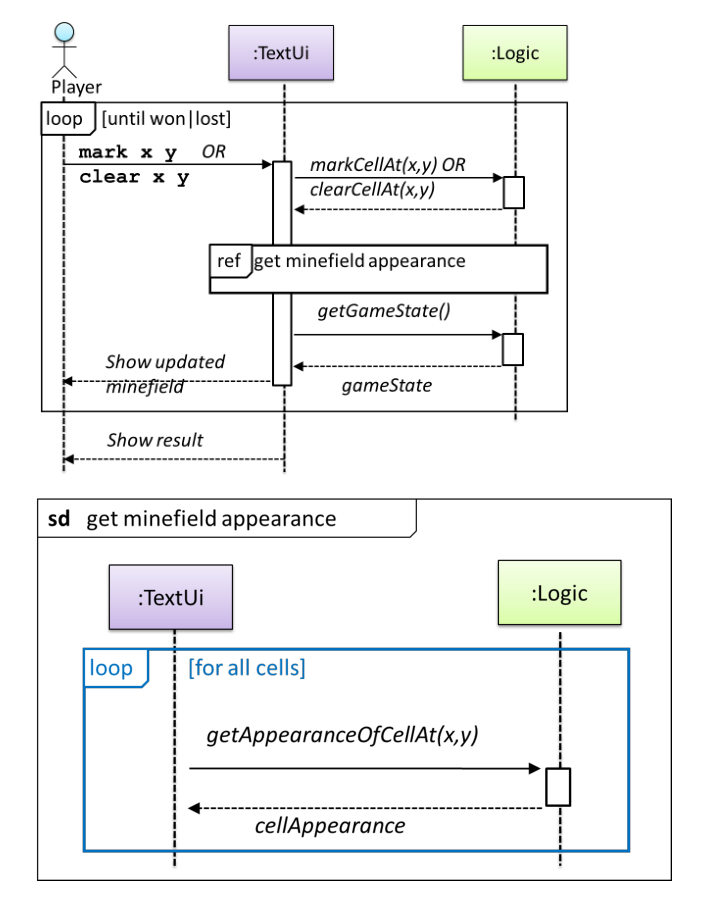 :TextUi
:Logic
Player
loop [until won|lost]
mark x y OR
clear x y
markCellAt(x,y) OR
clearCellAt(x,y)
ref get minefield appearance
getGameState()
Show updated
minefield
gameState
Show result
sd get minefield appearance
:TextUi
:Logic
loop [for all cells]
getAppearanceOfCellAt(x,y)
cellAppearance